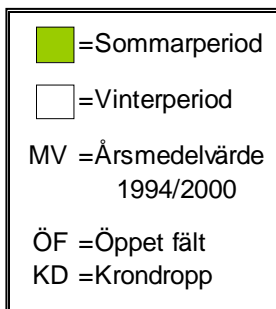 =Sommarperiod
=Vinterperiod
MV =Årsmedelvärde
1994/2000
ÖF =Öppet fält
KD =Krondropp